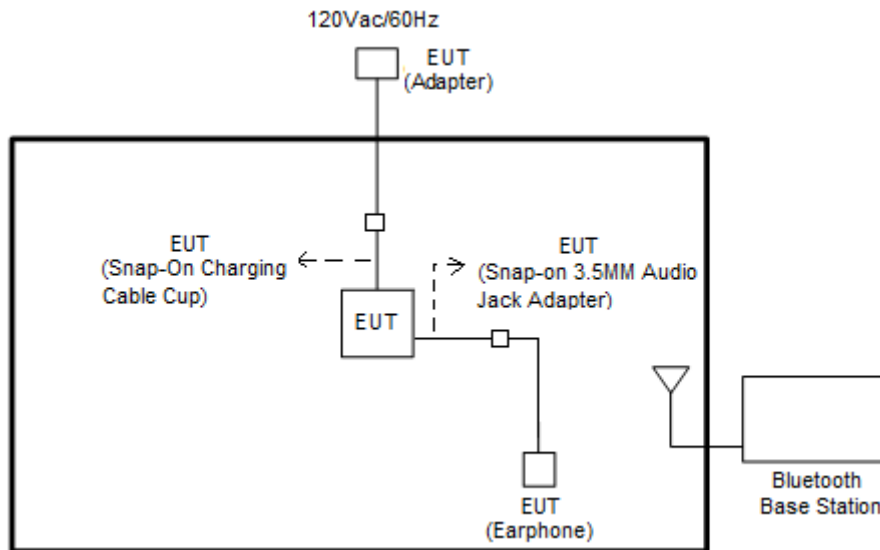 120Vac/60Hz
EUT
(Adapter)
EUT
(Snap-On Charging
Cable Cup)
EUT
(Snap-on 3.5MM Audio
Jack Adapter)
EUT
EUT
(Earphone)
Bluetooth
Base Station